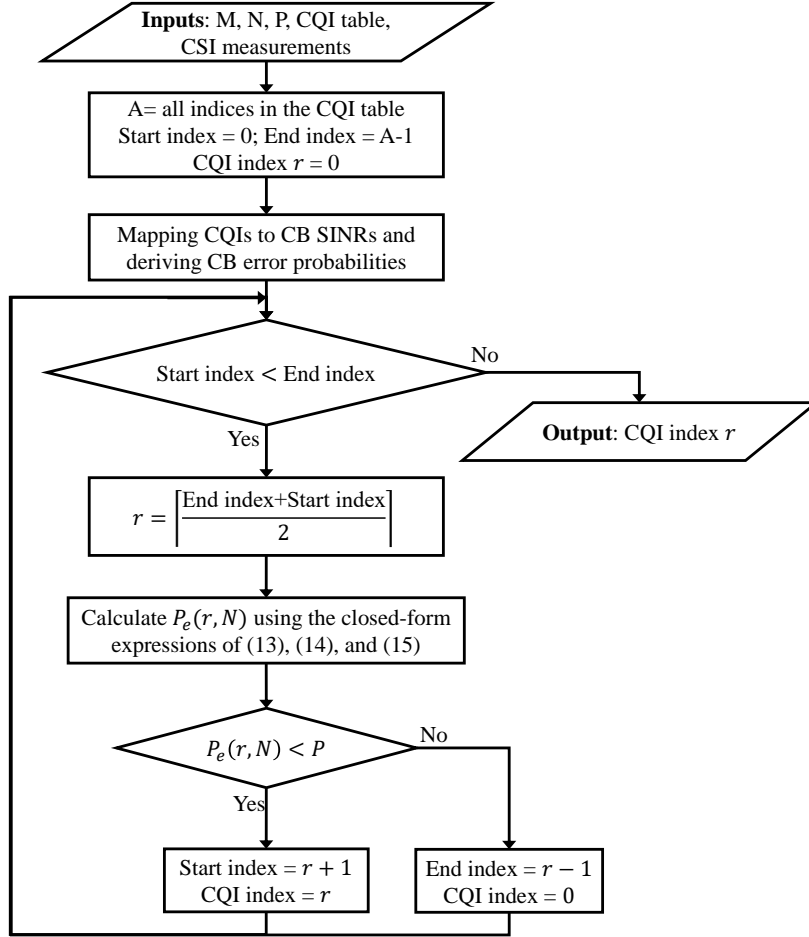 Inputs: M, N, P, CQI table,
CSI measurements
A= all indices in the CQI table
Start index = 0; End index = A-1
CQI index r = 0
Mapping CQIs to CB SINRs and
deriving CB error probabilities
Start index < End index
No
Output: CQI index r
Yes
r = ⌈(End index+Start index)/2⌉
Calculate P_e(r, N) using the closed-form
expressions of (13), (14), and (15)
P_e(r, N) < P
No
Yes
Start index = r + 1
CQI index = r
End index = r − 1
CQI index = 0